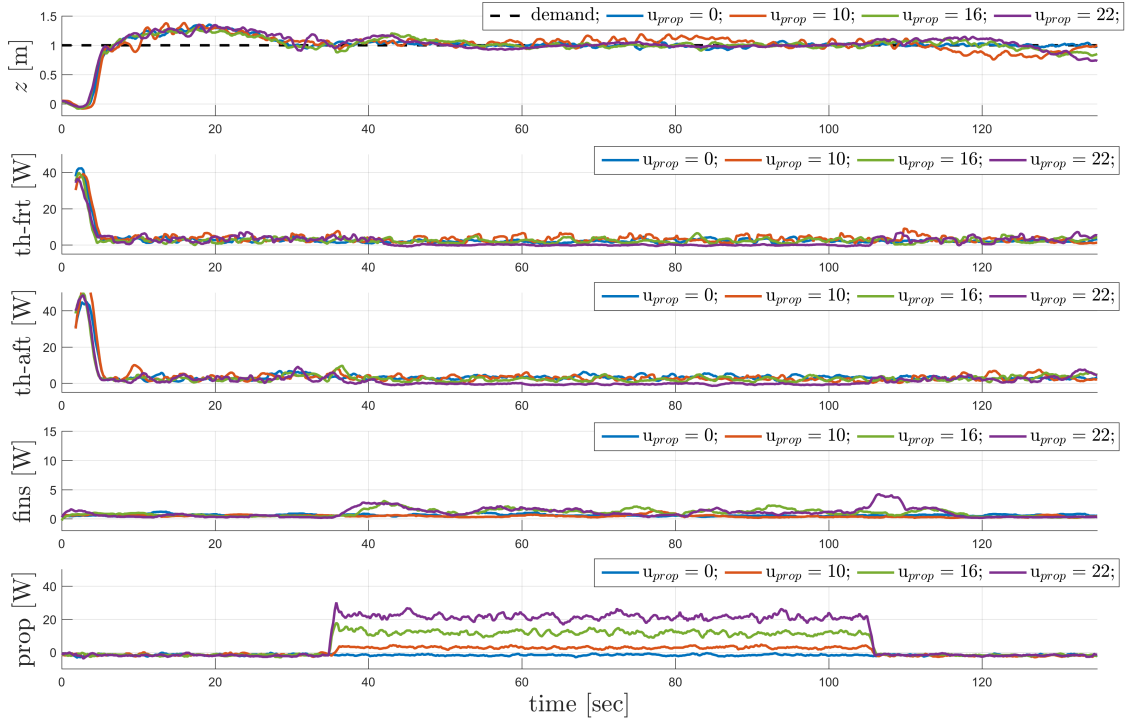 demand; u_prop = 0; u_prop = 10; u_prop = 16; u_prop = 22;
z [m]
1.5
1
0.5
0
0 20 40 60 80 100 120
u_prop = 0; u_prop = 10; u_prop = 16; u_prop = 22;
th-frt [W]
40
20
0
0 20 40 60 80 100 120
u_prop = 0; u_prop = 10; u_prop = 16; u_prop = 22;
th-aft [W]
40
20
0
0 20 40 60 80 100 120
u_prop = 0; u_prop = 10; u_prop = 16; u_prop = 22;
fins [W]
15
10
5
0
0 20 40 60 80 100 120
u_prop = 0; u_prop = 10; u_prop = 16; u_prop = 22;
prop [W]
40
20
0
0 20 40 60 80 100 120
time [sec]